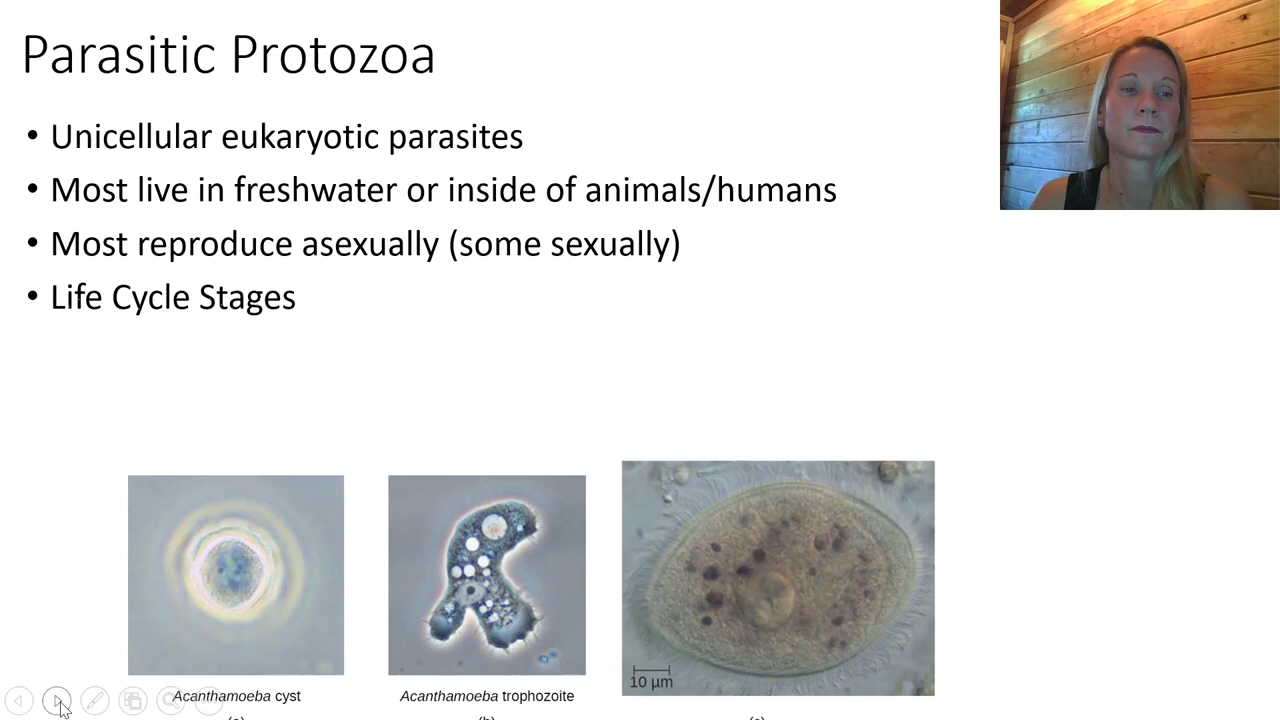 Parasitic Protozoa
• Unicellular eukaryotic parasites
• Most live in freshwater or inside of animals/humans
• Most reproduce asexually (some sexually)
• Life Cycle Stages
10 µm
Acanthamoeba cyst
Acanthamoeba trophozoite